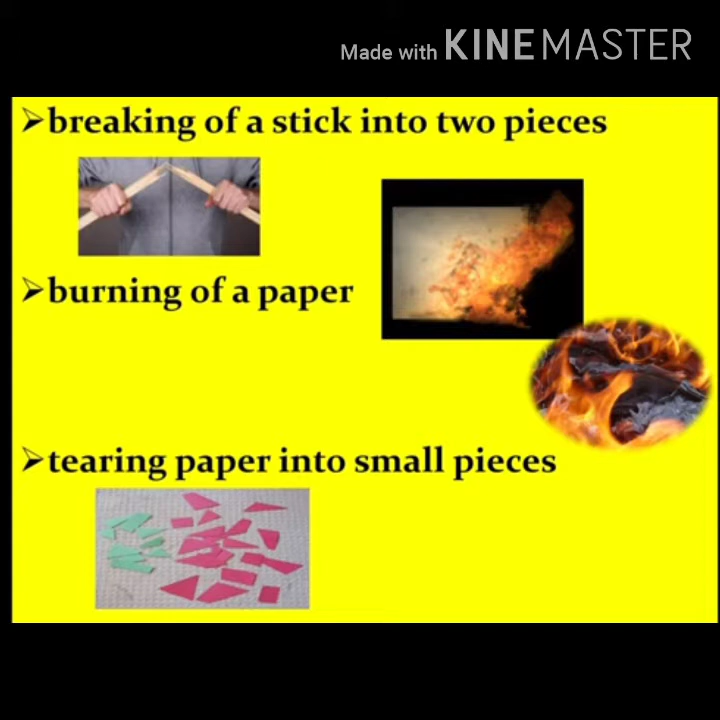 Made with KINEMASTER
➢breaking of a stick into two pieces
➢burning of a paper
➢tearing paper into small pieces